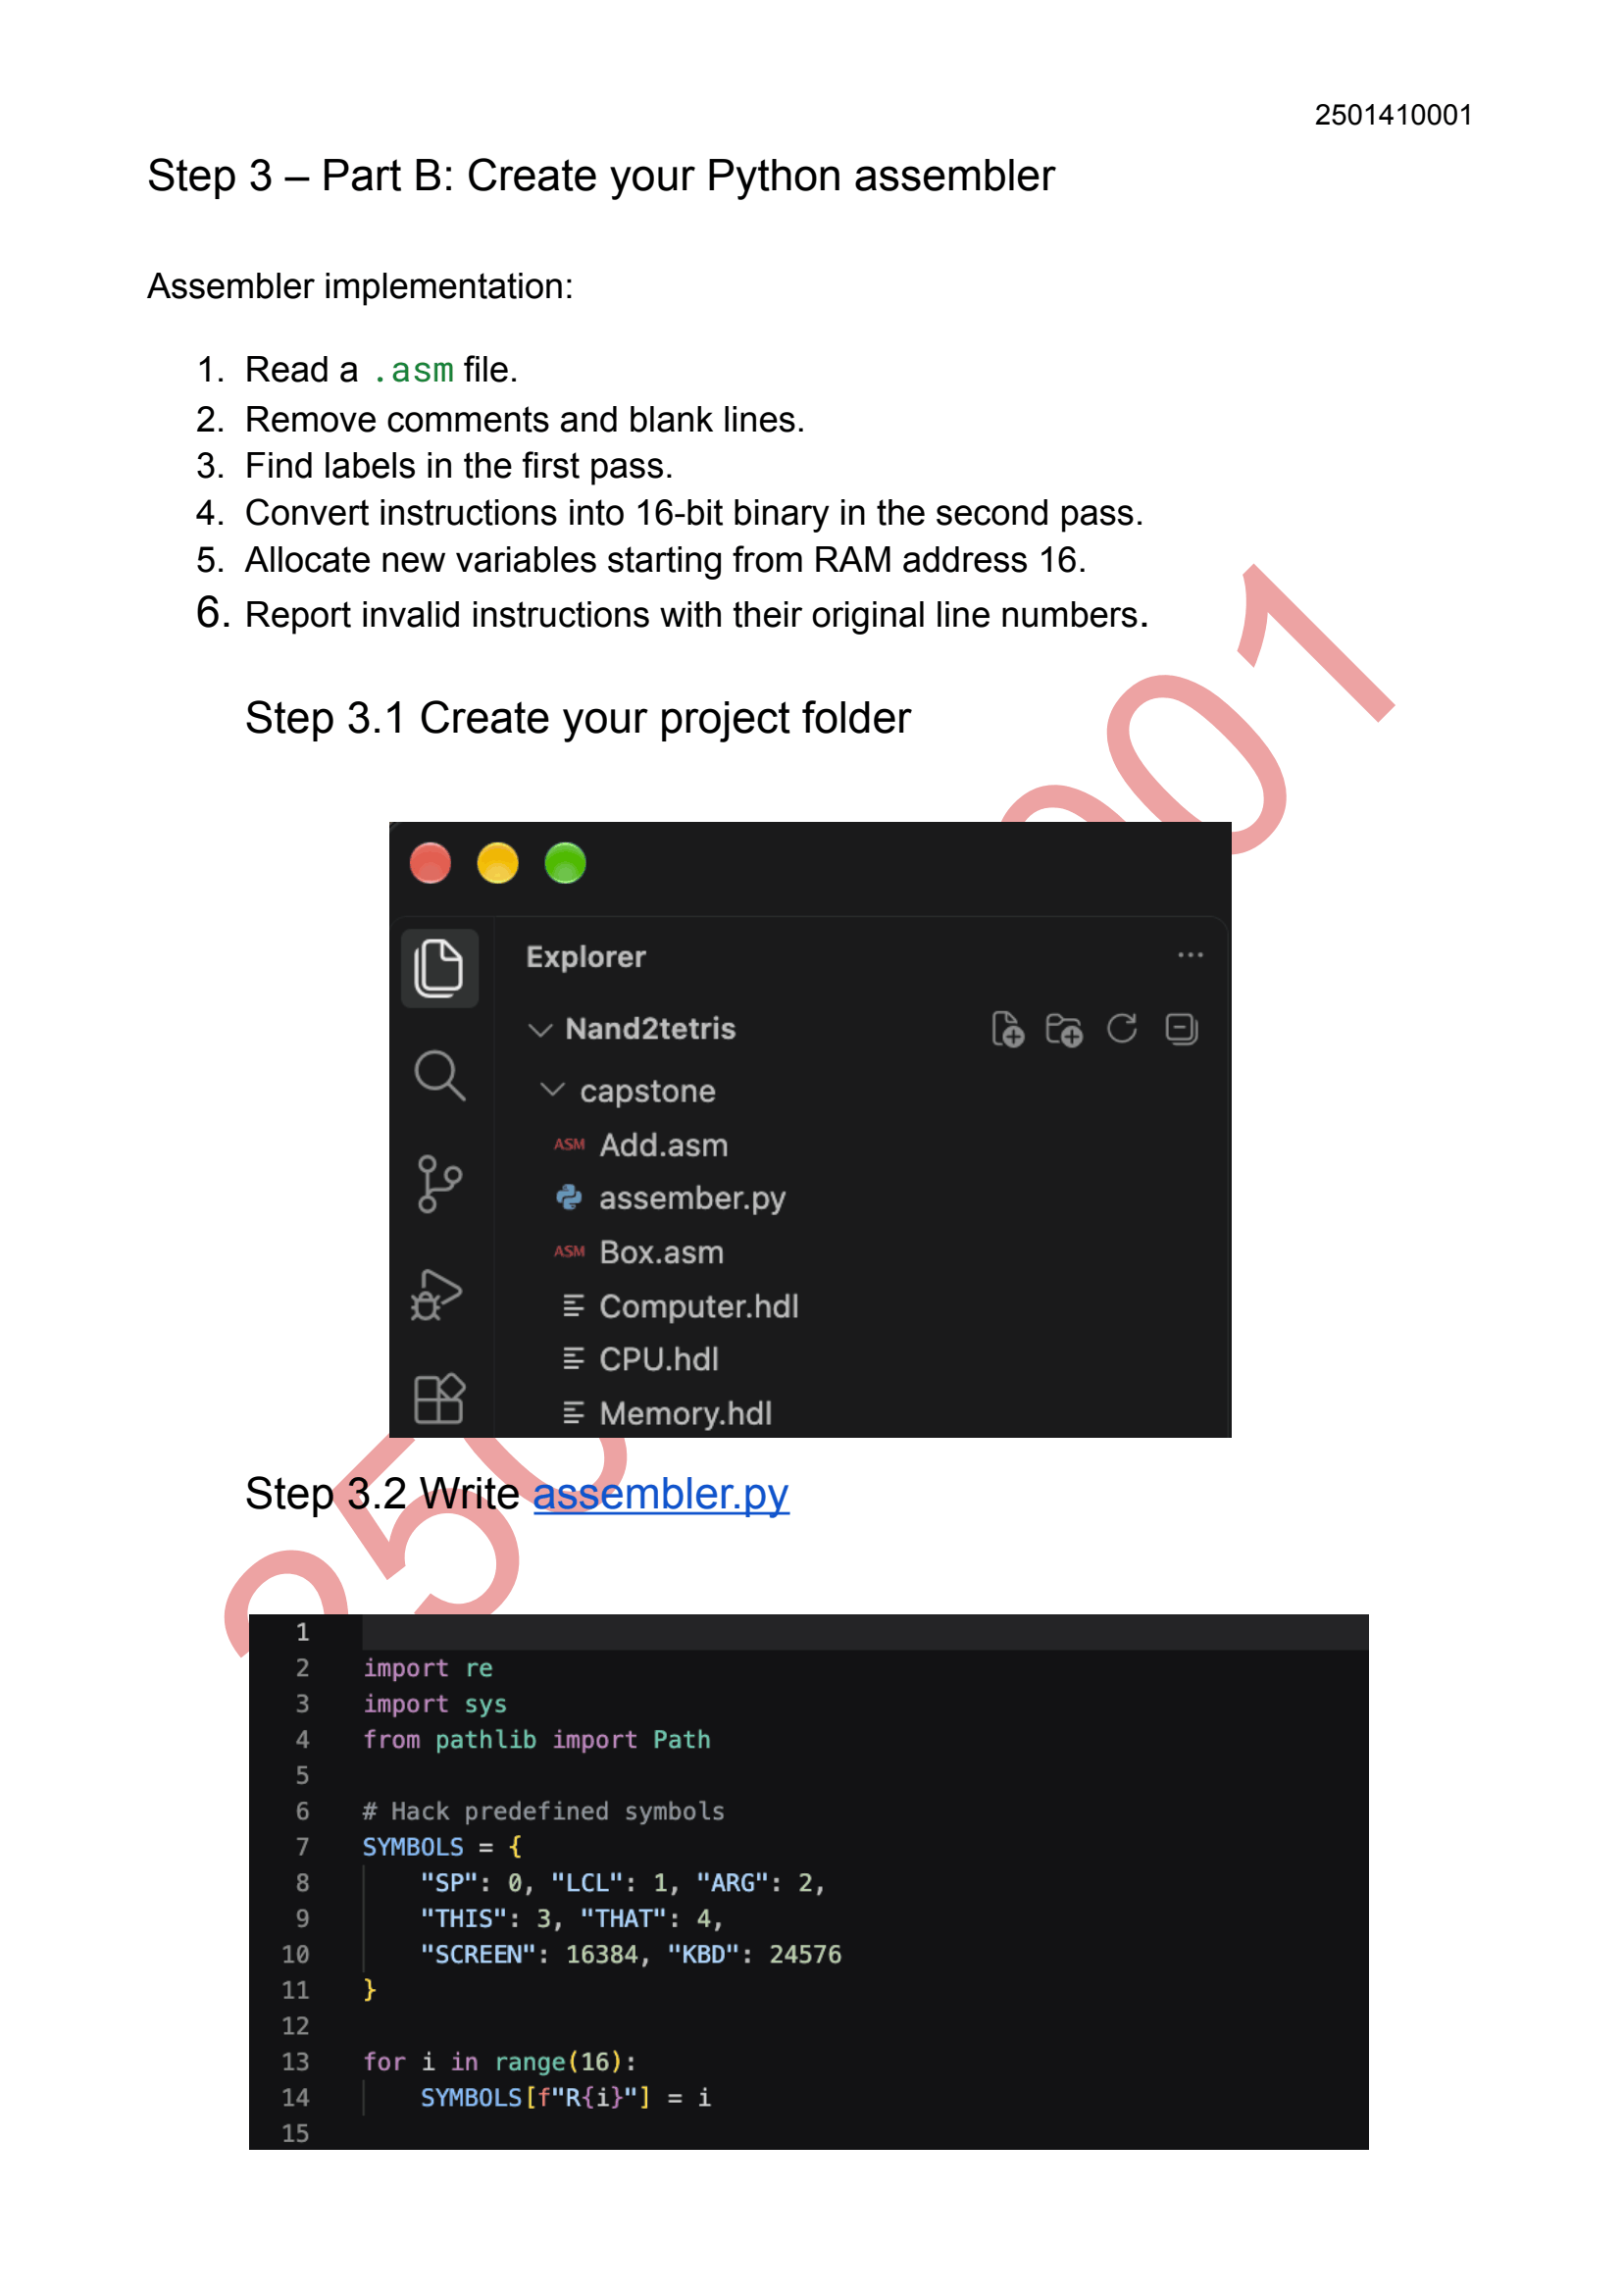 2501410001
Step 3 – Part B: Create your Python assembler
Assembler implementation:
1. Read a .asm file.
2. Remove comments and blank lines.
3. Find labels in the first pass.
4. Convert instructions into 16-bit binary in the second pass.
5. Allocate new variables starting from RAM address 16.
6. Report invalid instructions with their original line numbers.
Step 3.1 Create your project folder
Explorer
Nand2tetris
capstone
ASM Add.asm
assember.py
ASM Box.asm
Computer.hdl
CPU.hdl
Memory.hdl
Step 3.2 Write assembler.py
1
2 import re
3 import sys
4 from pathlib import Path
5
6 # Hack predefined symbols
7 SYMBOLS = {
8 "SP": 0, "LCL": 1, "ARG": 2,
9 "THIS": 3, "THAT": 4,
10 "SCREEN": 16384, "KBD": 24576
11 }
12
13 for i in range(16):
14 SYMBOLS[f"R{i}"] = i
15